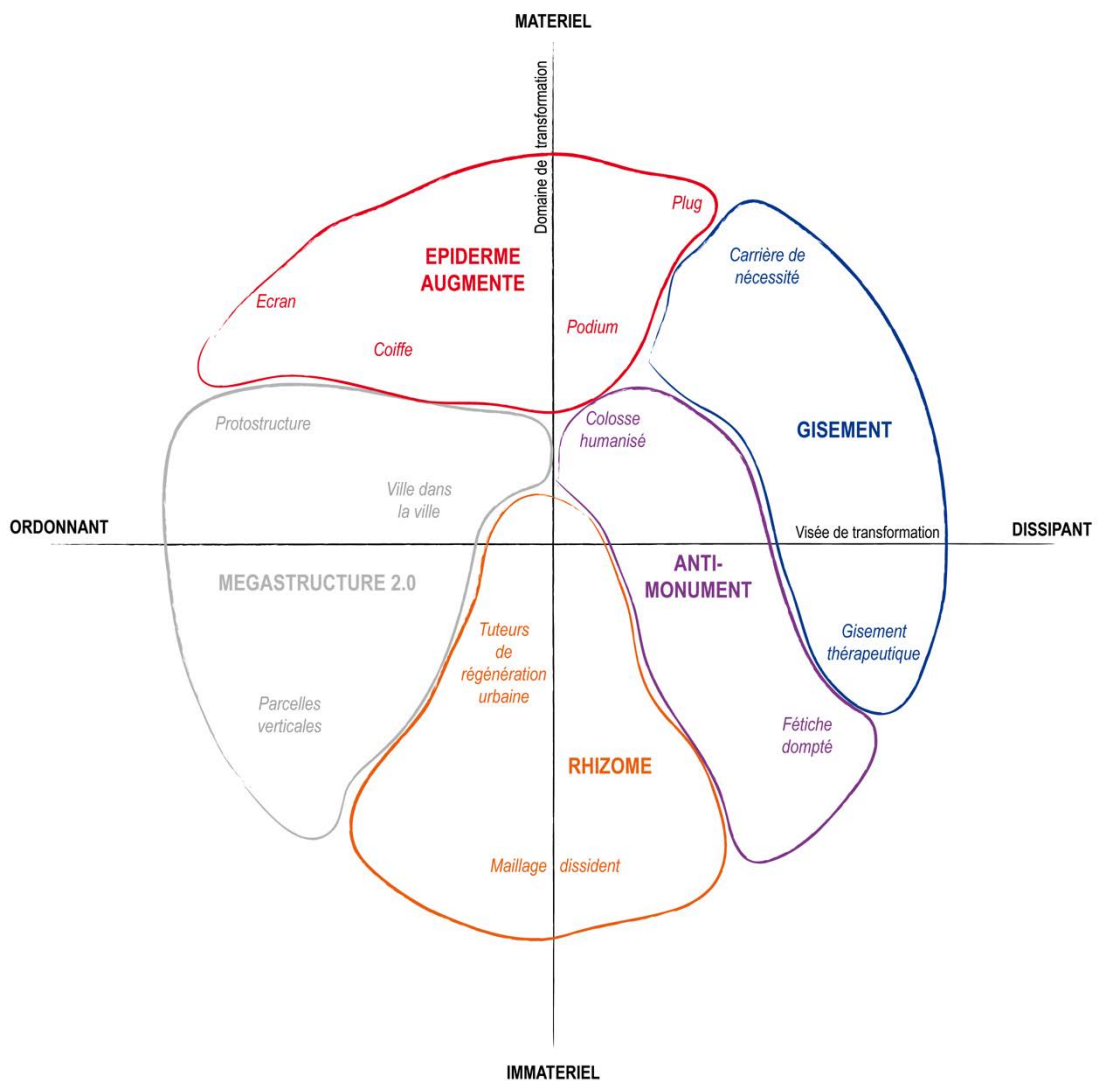 MATERIEL
Domaine de transformation
Plug
EPIDERME
AUGMENTE
Carrière de
nécessité
Ecran
Podium
Coiffe
Protostructure
Colosse
humanisé
GISEMENT
Ville dans
la ville
ORDONNANT
Visée de transformation
DISSIPANT
MEGASTRUCTURE 2.0
ANTI-
MONUMENT
Tuteurs
de
régénération
urbaine
Gisement
thérapeutique
Parcelles
verticales
Fétiche
dompté
RHIZOME
Maillage dissident
IMMATERIEL